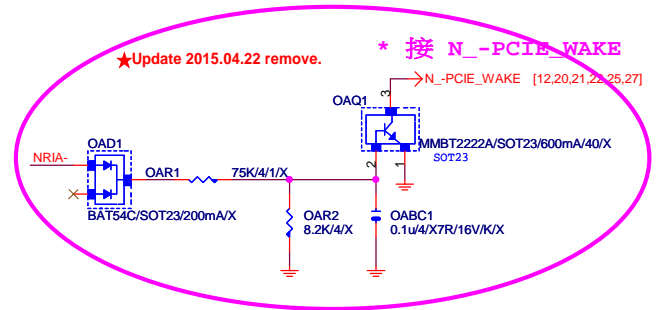 ★Update 2015.04.22 remove.
* 接 N_-PCIE_WAKE
N_-PCIE_WAKE [12,20,21,22,25,27]
OAQ1
3
MMBT2222A/SOT23/600mA/40/X
SOT23
2
1
OAD1
NRIA-
OAR1
75K/4/1/X
BAT54C/SOT23/200mA/X
OAR2
8.2K/4/X
OABC1
0.1u/4/X7R/16V/K/X